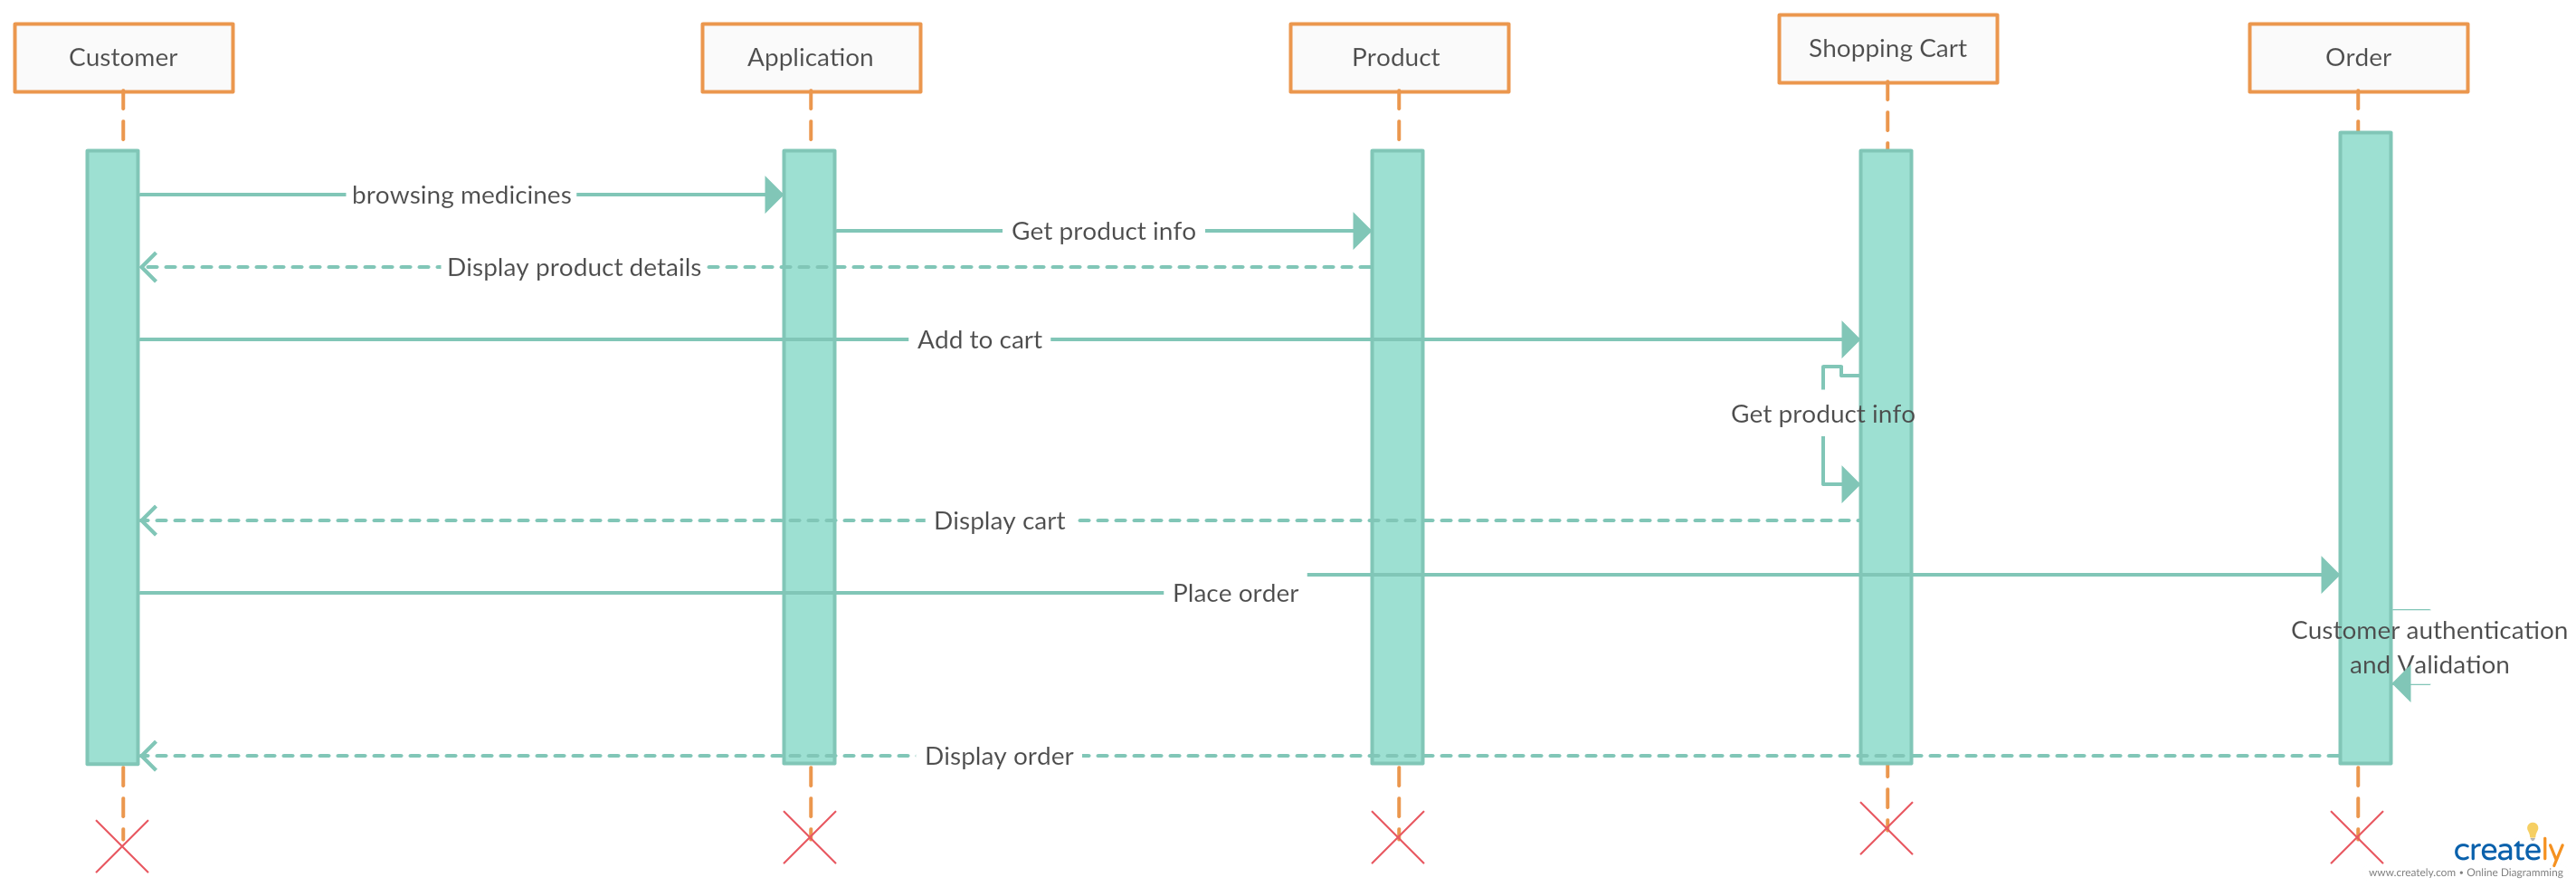 Customer
Application
Product
Shopping Cart
Order
browsing medicines
Get product info
Display product details
Add to cart
Get product info
Display cart
Place order
Customer authentication
and Validation
Display order
creately
www.creately.com • Online Diagramming